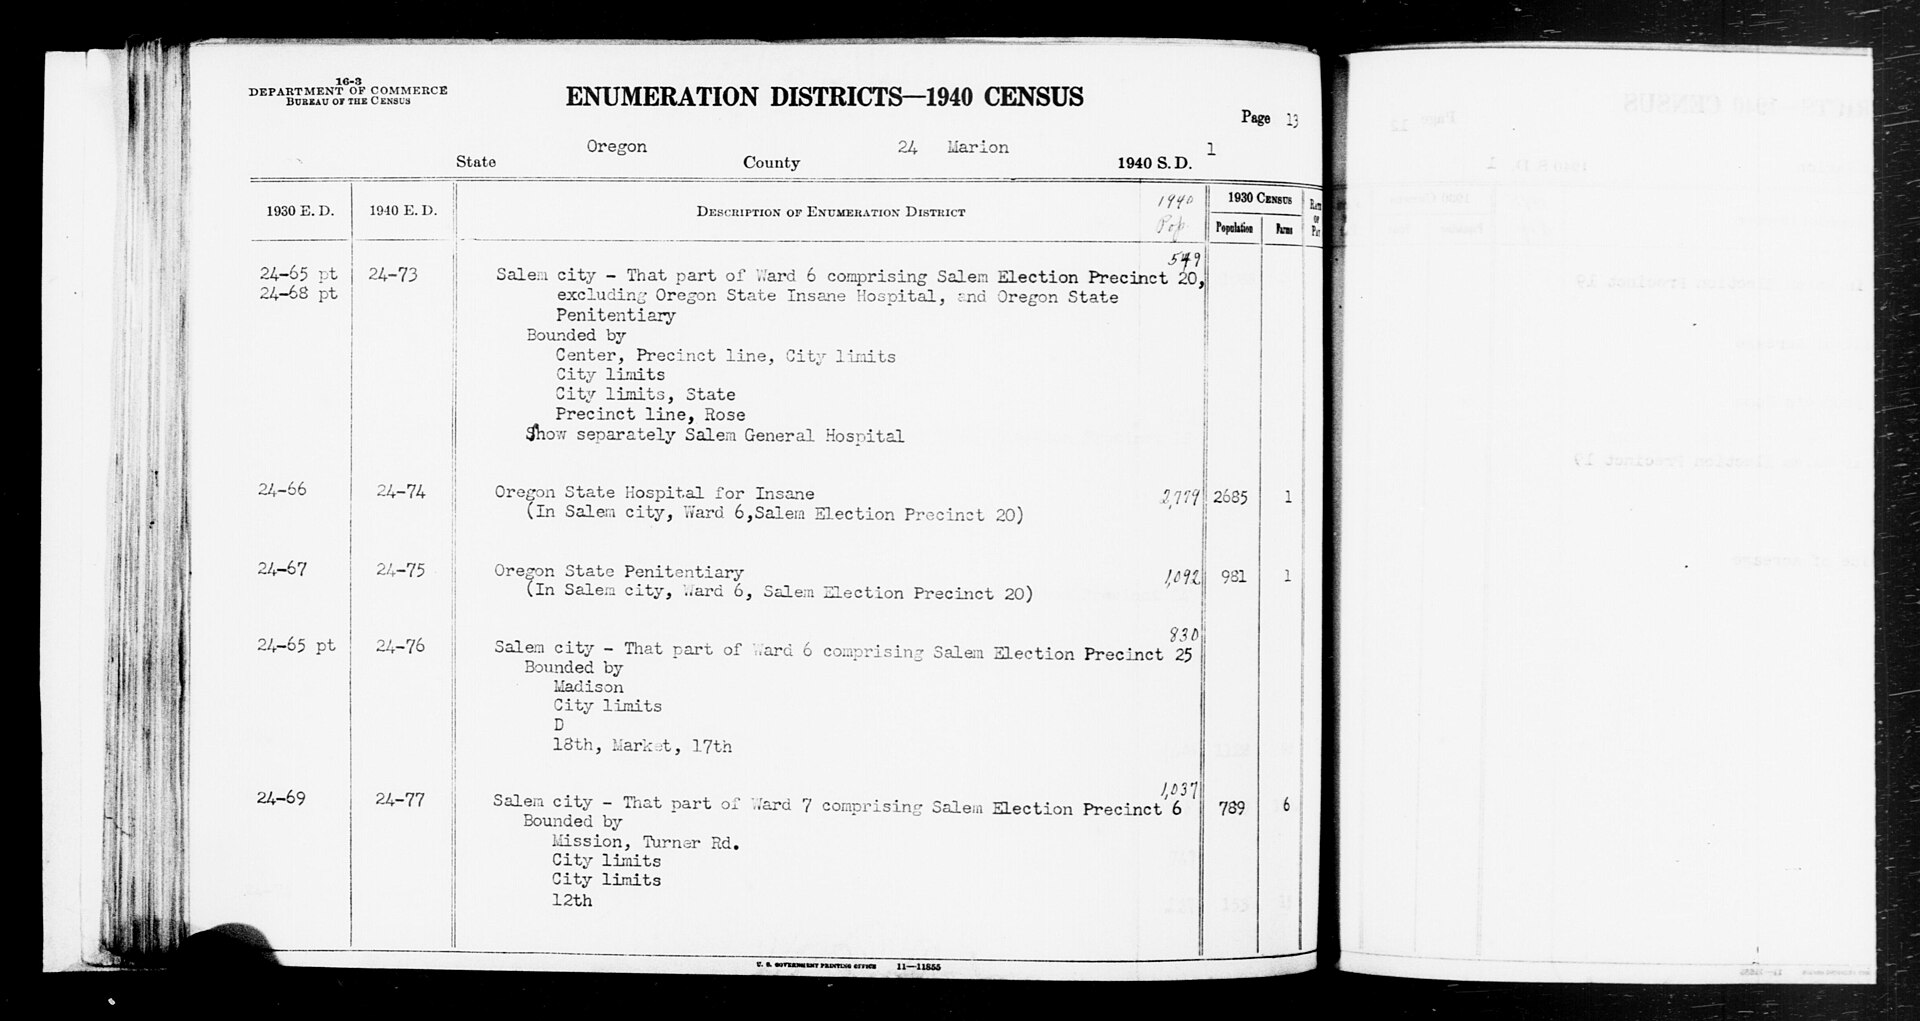 16-3
DEPARTMENT OF COMMERCE
BUREAU OF THE CENSUS
ENUMERATION DISTRICTS—1940 CENSUS
Page 13
State Oregon County 24 Marion 1940 S. D. 1
1930 E. D. 1940 E. D. DESCRIPTION OF ENUMERATION DISTRICT 1940 Pop. 1930 CENSUS
Population Farms
549
24-65 pt 24-73 Salem city - That part of Ward 6 comprising Salem Election Precinct 20,
24-68 pt excluding Oregon State Insane Hospital, and Oregon State
Penitentiary
Bounded by
Center, Precinct line, City limits
City limits
City limits, State
Precinct line, Rose
Show separately Salem General Hospital
24-66 24-74 Oregon State Hospital for Insane 2,779 2685 1
(In Salem city, Ward 6,Salem Election Precinct 20)
24-67 24-75 Oregon State Penitentiary 1,092 981 1
(In Salem city, Ward 6, Salem Election Precinct 20)
830
24-65 pt 24-76 Salem city - That part of Ward 6 comprising Salem Election Precinct 25
Bounded by
Madison
City limits
D
18th, Market, 17th
1,037
24-69 24-77 Salem city - That part of Ward 7 comprising Salem Election Precinct 6 789 6
Bounded by
Mission, Turner Rd.
City limits
City limits
12th
U. S. GOVERNMENT PRINTING OFFICE 11—11855